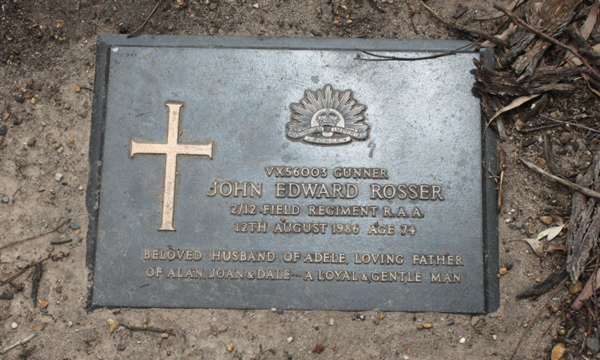 VX56003 GUNNER
JOHN EDWARD ROSSER
2/12 FIELD REGIMENT R.A.A.
12TH AUGUST 1986 AGE 74
BELOVED HUSBAND OF ADELE, LOVING FATHER
OF ALAN, JOAN & DALE - A LOYAL & GENTLE MAN